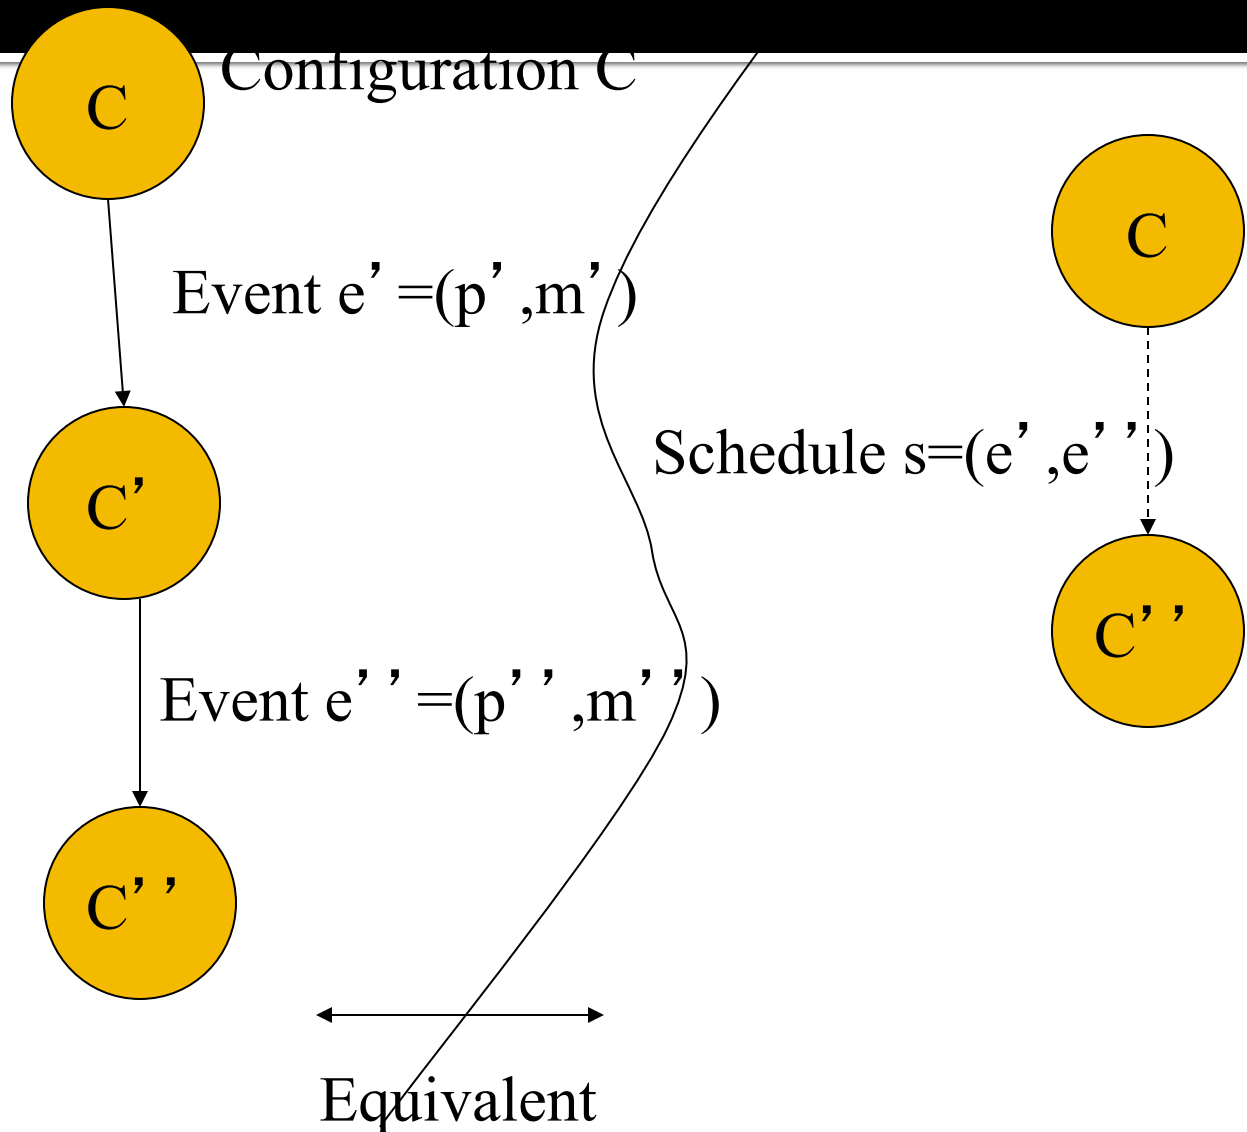 C
Configuration C
Event e’=(p’,m’)
C’
Event e’’=(p’’,m’’)
C’’
Equivalent
C
Schedule s=(e’,e’’)
C’’